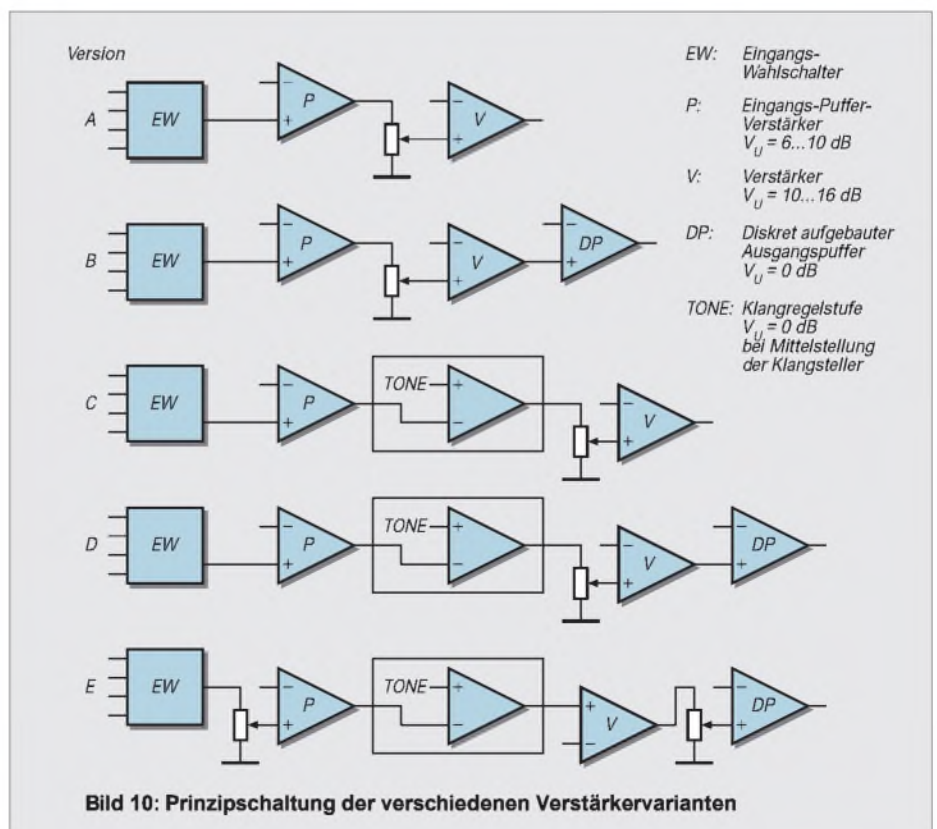 Version
A
EW
−
P
+
−
V
+
B
EW
−
P
+
−
V
+
−
DP
+
C
EW
−
P
+
TONE
+
−
−
V
+
D
EW
−
P
+
TONE
+
−
−
V
+
−
DP
+
E
EW
−
P
+
TONE
+
−
+
V
−
−
DP
+
EW: Eingangs-
Wahlschalter
P: Eingangs-Puffer-
Verstärker
V_U = 6...10 dB
V: Verstärker
V_U = 10...16 dB
DP: Diskret aufgebauter
Ausgangspuffer
V_U = 0 dB
TONE: Klangregelstufe
V_U = 0 dB
bei Mittelstellung
der Klangsteller
Bild 10: Prinzipschaltung der verschiedenen Verstärkervarianten